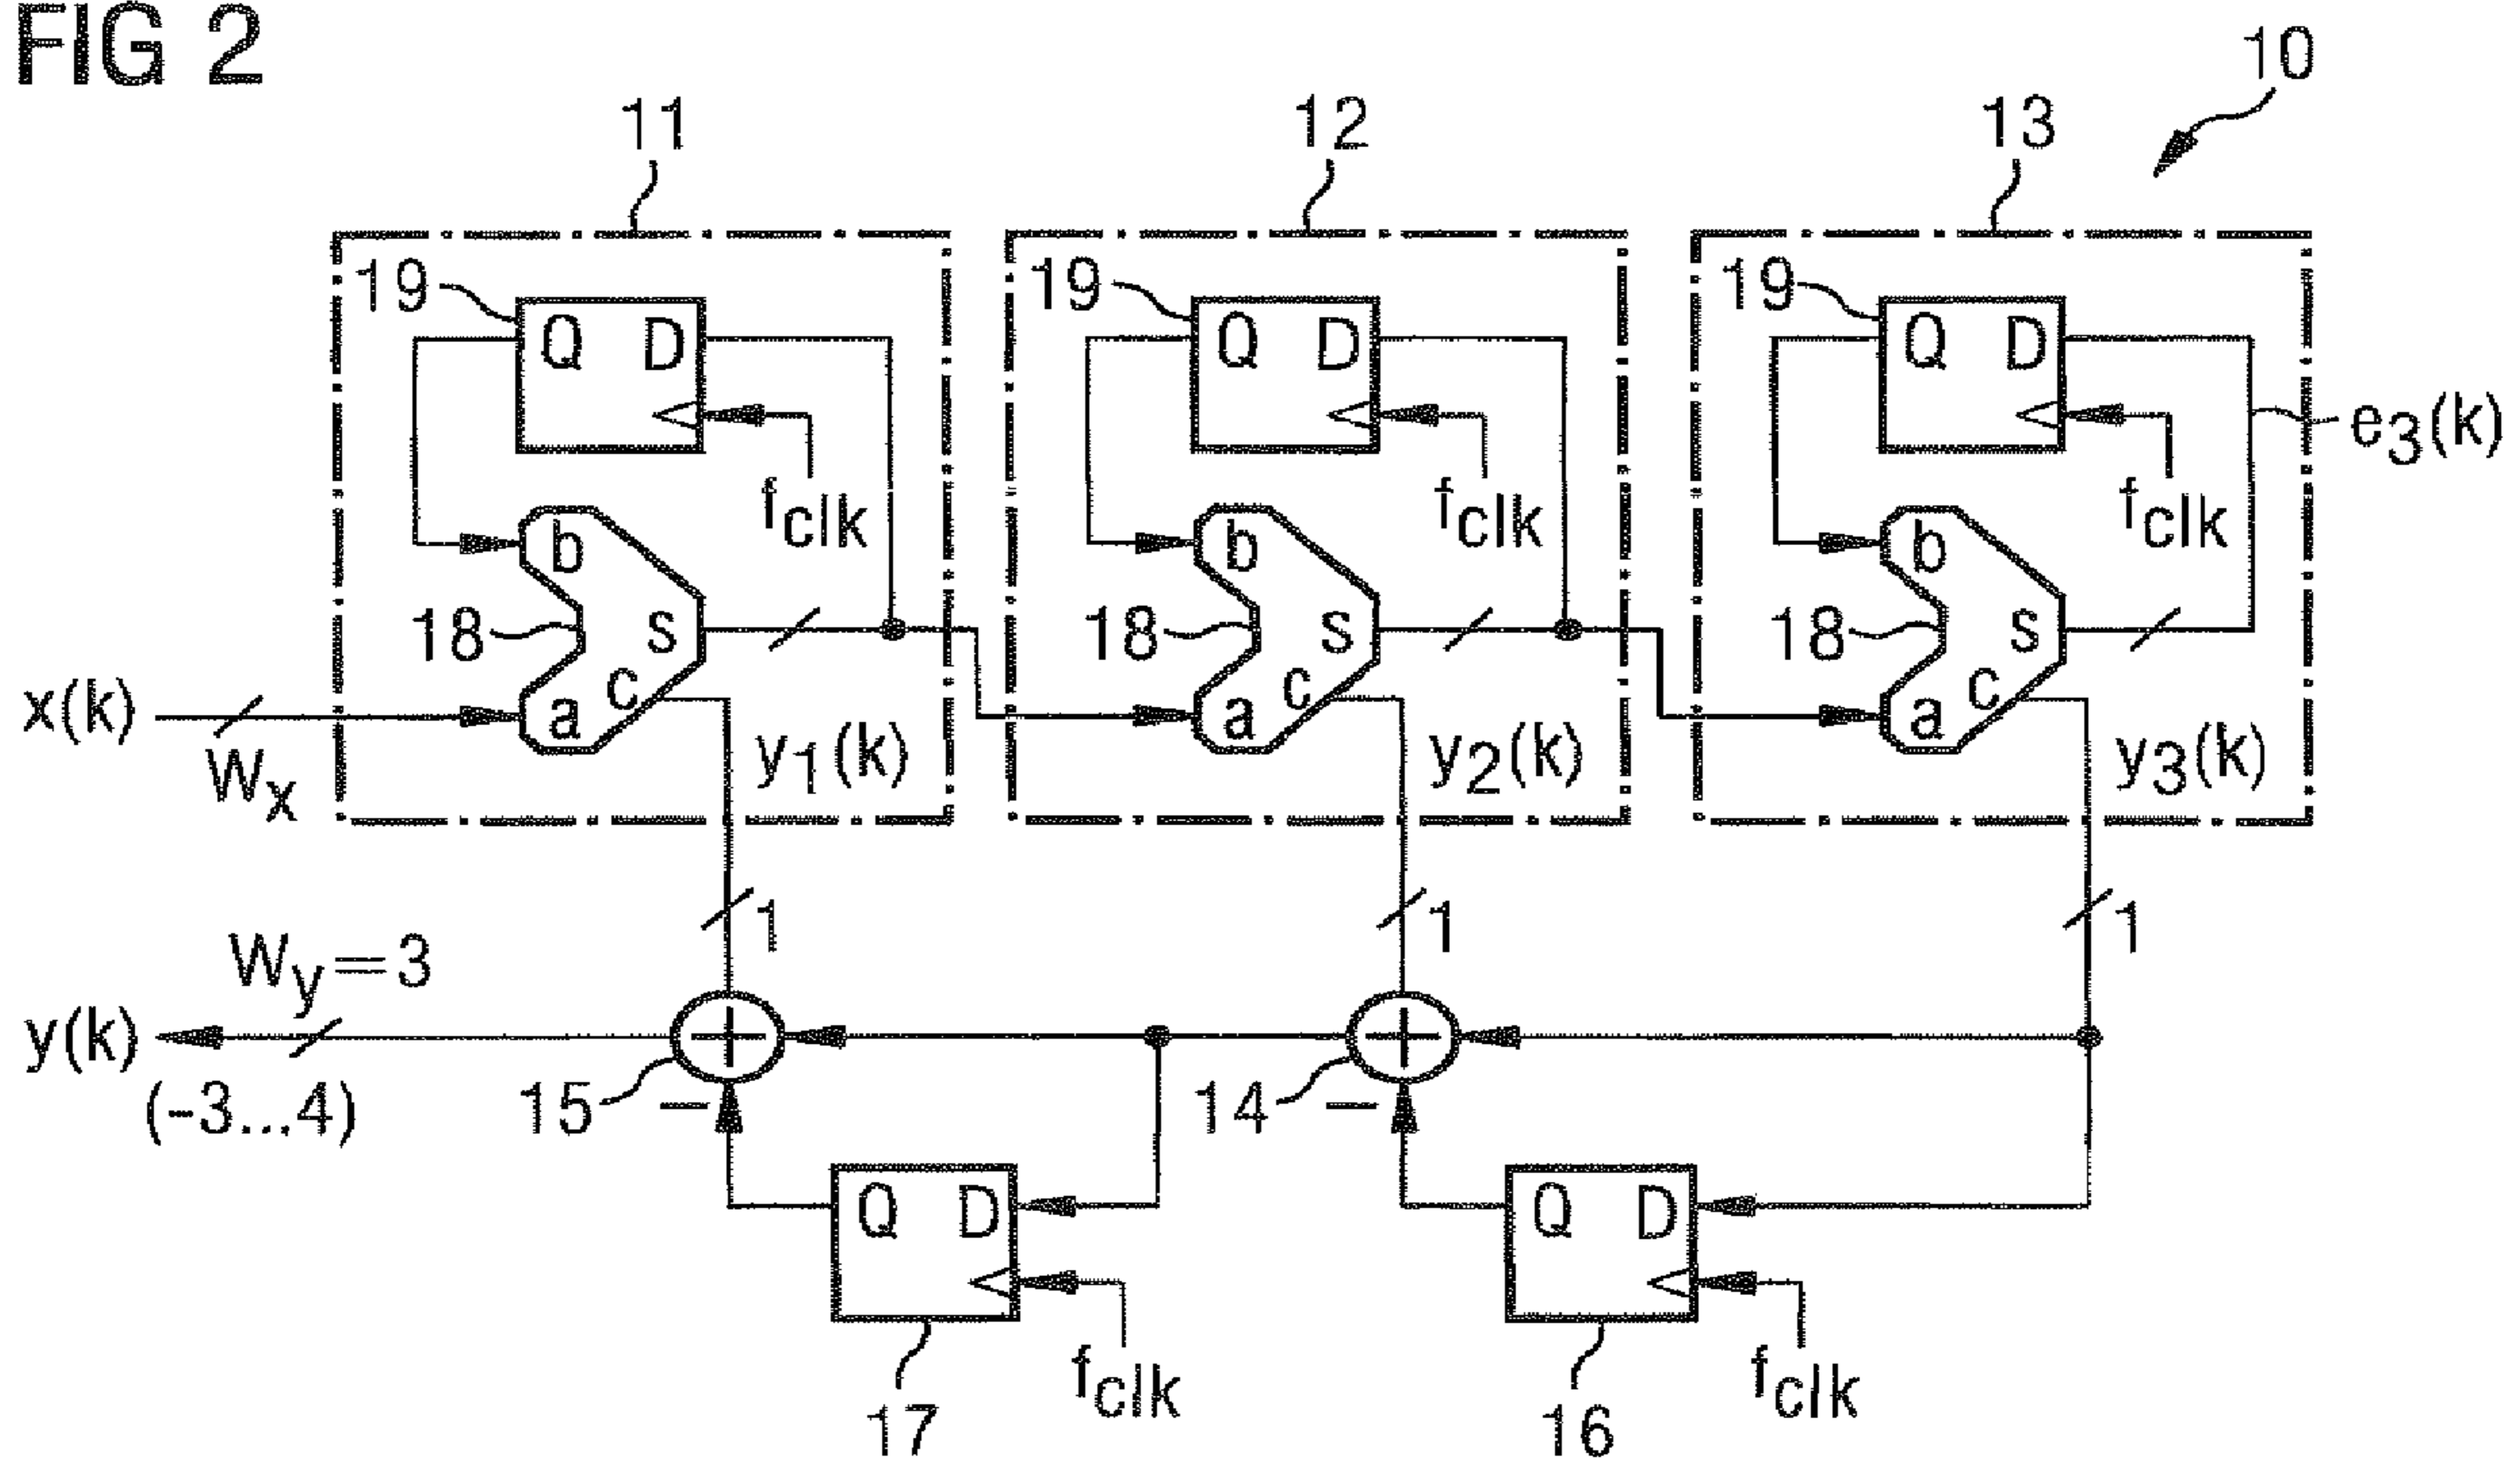 FIG 2
10
11
12
13
19
Q D
19
Q D
19
Q D
e3(k)
fclk
fclk
fclk
b
b
b
18
s
18
s
18
s
x(k)
c
c
c
a
a
a
Wx
y1(k)
y2(k)
y3(k)
1
1
1
Wy=3
y(k)
+
+
(-3...4)
15
–
14
–
Q D
Q D
fclk
fclk
17
16